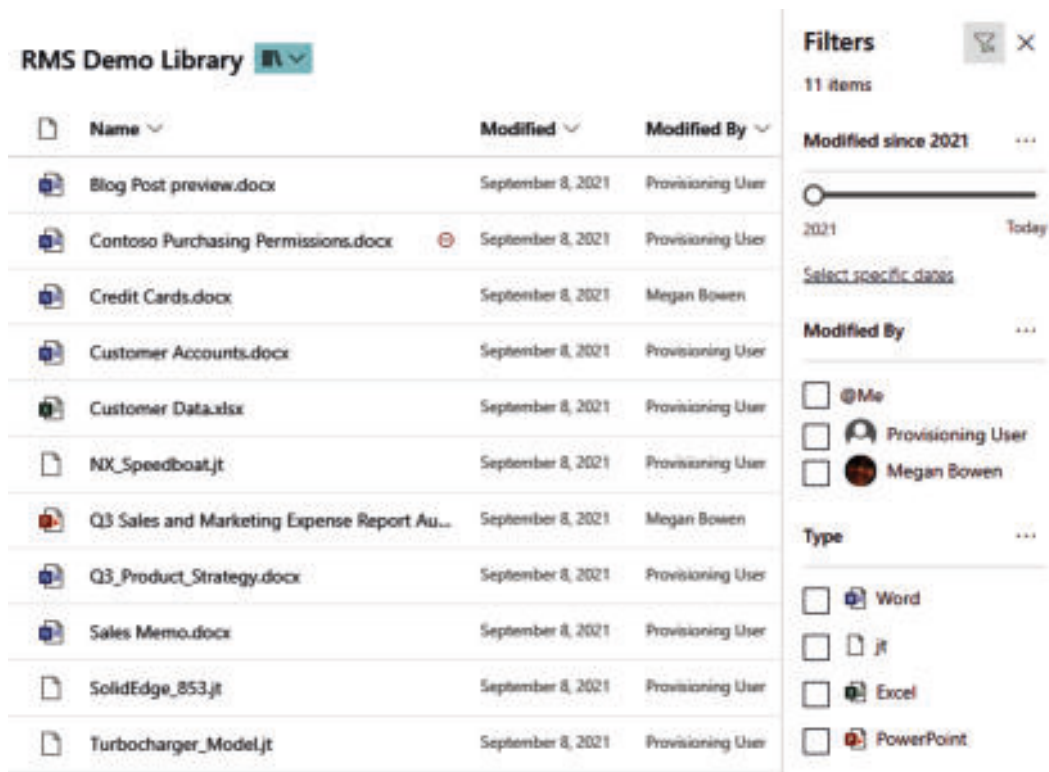 RMS Demo Library
Name Modified Modified By
Blog Post preview.docx September 8, 2021 Provisioning User
Contoso Purchasing Permissions.docx September 8, 2021 Provisioning User
Credit Cards.docx September 8, 2021 Megan Bowen
Customer Accounts.docx September 8, 2021 Provisioning User
Customer Data.xlsx September 8, 2021 Provisioning User
NX_Speedboat.jt September 8, 2021 Provisioning User
Q3 Sales and Marketing Expense Report Au... September 8, 2021 Megan Bowen
Q3_Product_Strategy.docx September 8, 2021 Provisioning User
Sales Memo.docx September 8, 2021 Provisioning User
SolidEdge_853.jt September 8, 2021 Provisioning User
Turbocharger_Model.jt September 8, 2021 Provisioning User
Filters
11 items
Modified since 2021 ...
2021 Today
Select specific dates
Modified By ...
@Me
Provisioning User
Megan Bowen
Type ...
Word
jt
Excel
PowerPoint